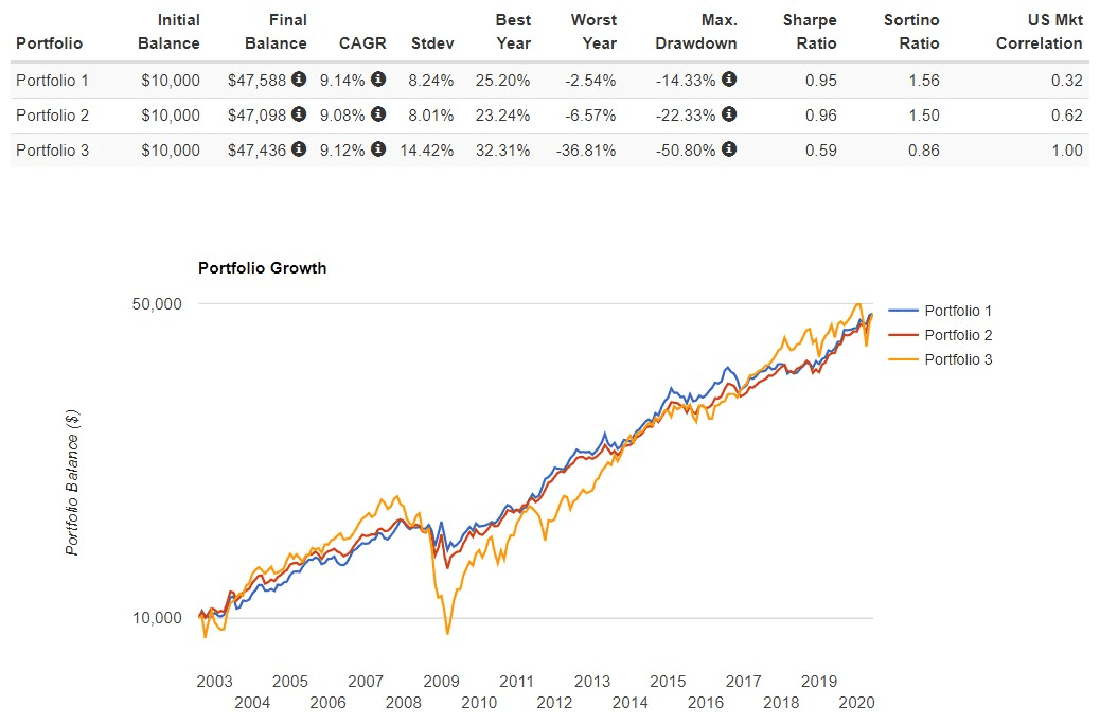 Initial Final Best Worst Max. Sharpe Sortino US Mkt
Portfolio Balance Balance CAGR Stdev Year Year Drawdown Ratio Ratio Correlation
Portfolio 1 $10,000 $47,588 i 9.14% i 8.24% 25.20% -2.54% -14.33% i 0.95 1.56 0.32
Portfolio 2 $10,000 $47,098 i 9.08% i 8.01% 23.24% -6.57% -22.33% i 0.96 1.50 0.62
Portfolio 3 $10,000 $47,436 i 9.12% i 14.42% 32.31% -36.81% -50.80% i 0.59 0.86 1.00
Portfolio Growth
50,000
Portfolio 1
Portfolio 2
Portfolio 3
Portfolio Balance ($)
10,000
2003 2005 2007 2009 2011 2013 2015 2017 2019
2004 2006 2008 2010 2012 2014 2016 2018 2020